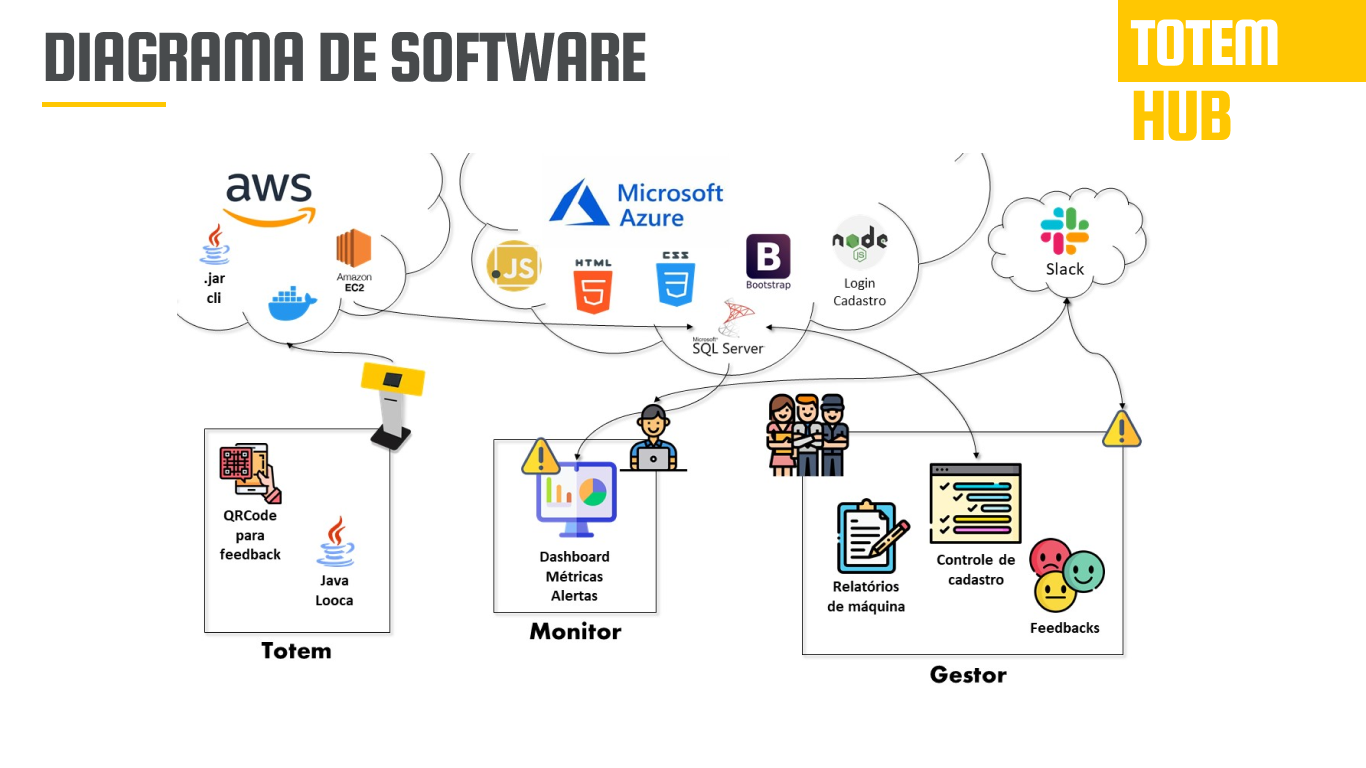 DIAGRAMA DE SOFTWARE
TOTEM
HUB
aws
.jar
cli
Amazon
EC2
Microsoft
Azure
.JS
HTML
5
CSS
3
B
Bootstrap
node
JS
Login
Cadastro
Microsoft
SQL Server
Slack
QRCode
para
feedback
Java
Looca
Totem
Dashboard
Métricas
Alertas
Monitor
Relatórios
de máquina
Controle de
cadastro
Feedbacks
Gestor